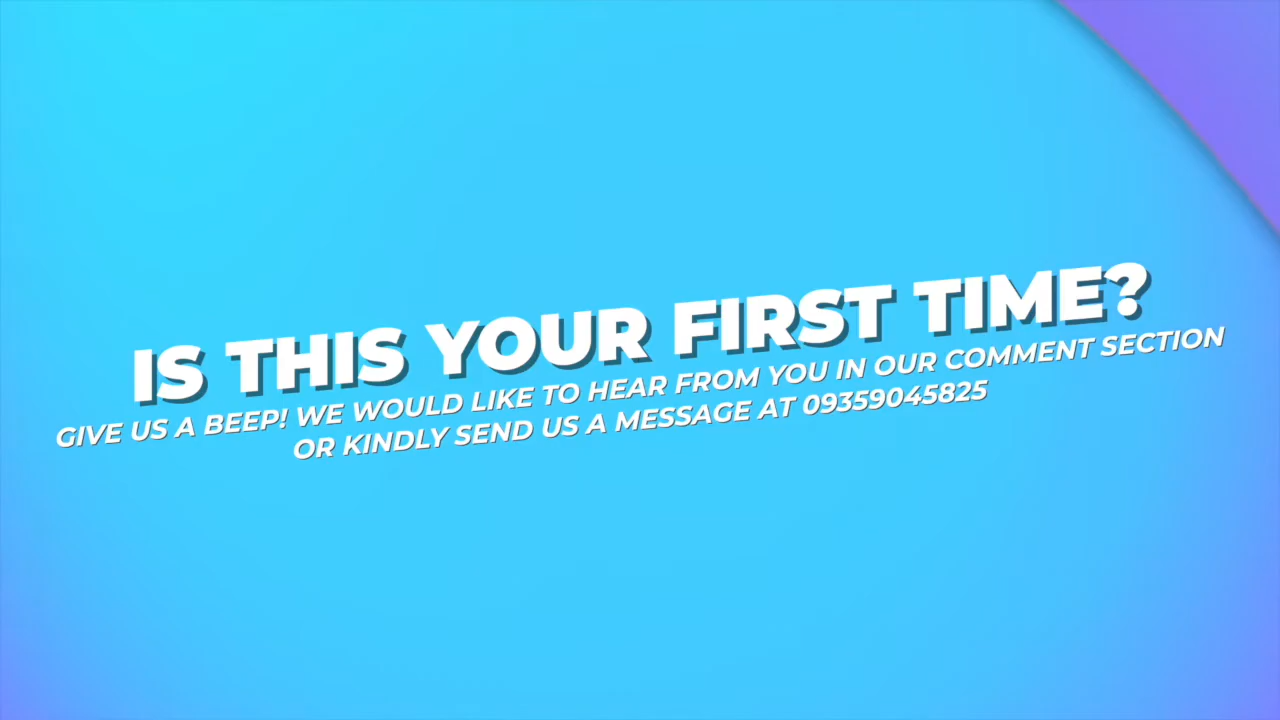 IS THIS YOUR FIRST TIME?
GIVE US A BEEP! WE WOULD LIKE TO HEAR FROM YOU IN OUR COMMENT SECTION
OR KINDLY SEND US A MESSAGE AT 09359045825